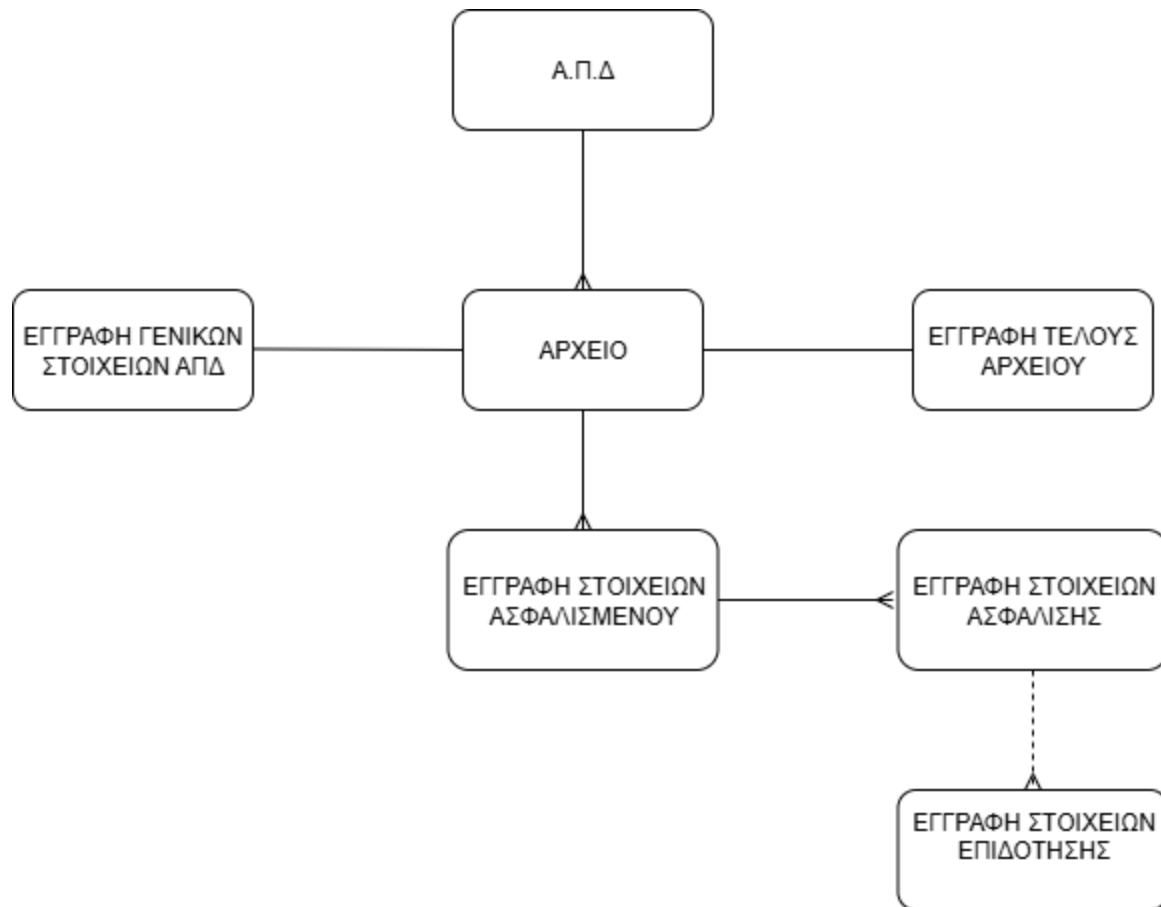 Α.Π.Δ
ΕΓΓΡΑΦΗ ΓΕΝΙΚΩΝ
ΣΤΟΙΧΕΙΩΝ ΑΠΔ
ΑΡΧΕΙΟ
ΕΓΓΡΑΦΗ ΤΕΛΟΥΣ
ΑΡΧΕΙΟΥ
ΕΓΓΡΑΦΗ ΣΤΟΙΧΕΙΩΝ
ΑΣΦΑΛΙΣΜΕΝΟΥ
ΕΓΓΡΑΦΗ ΣΤΟΙΧΕΙΩΝ
ΑΣΦΑΛΙΣΗΣ
ΕΓΓΡΑΦΗ ΣΤΟΙΧΕΙΩΝ
ΕΠΙΔΟΤΗΣΗΣ